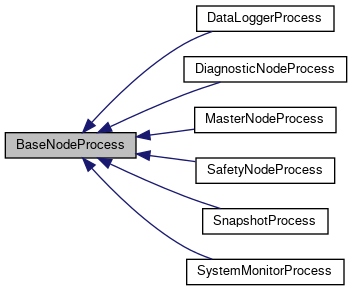 DataLoggerProcess
DiagnosticNodeProcess
MasterNodeProcess
BaseNodeProcess
SafetyNodeProcess
SnapshotProcess
SystemMonitorProcess